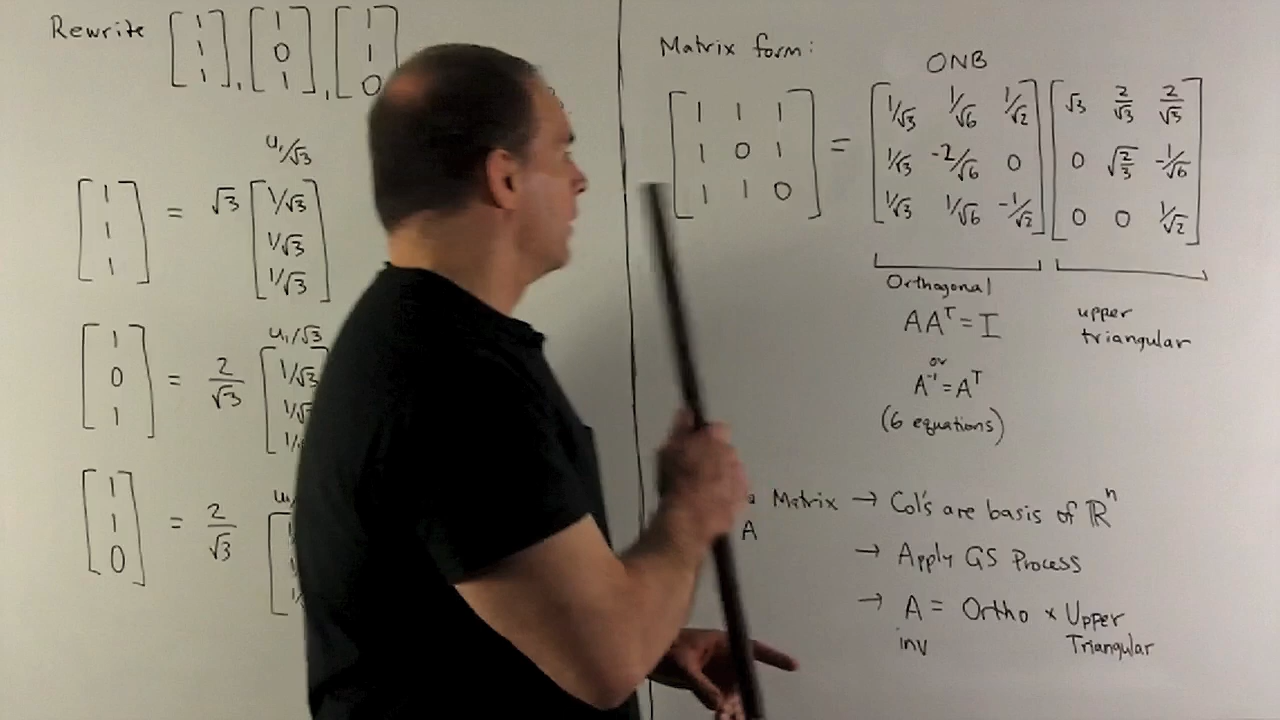 Rewrite [1 1 1], [1 0 1], [1 1 0]
u₁/√3
[1 1 1] = √3 [1/√3 1/√3 1/√3]
u₁/√3
[1 0 1] = 2/√3 [1/√3
[1 1 0] = 2/√3
Matrix form:
ONB
[1 1 1] = [1/√3 1/√6 1/√2] [√3 2/√3 2/√3]
[1 0 1] [1/√3 -2/√6 0] [0 √2/√3 -1/√6]
[1 1 0] [1/√3 1/√6 -1/√2] [0 0 1/√2]
Orthogonal
AAᵀ = I
or
A⁻¹ = Aᵀ
(6 equations)
upper
triangular
Matrix → Col's are basis of ℝⁿ
A
→ Apply GS Process
→ A = Ortho × Upper
inv Triangular